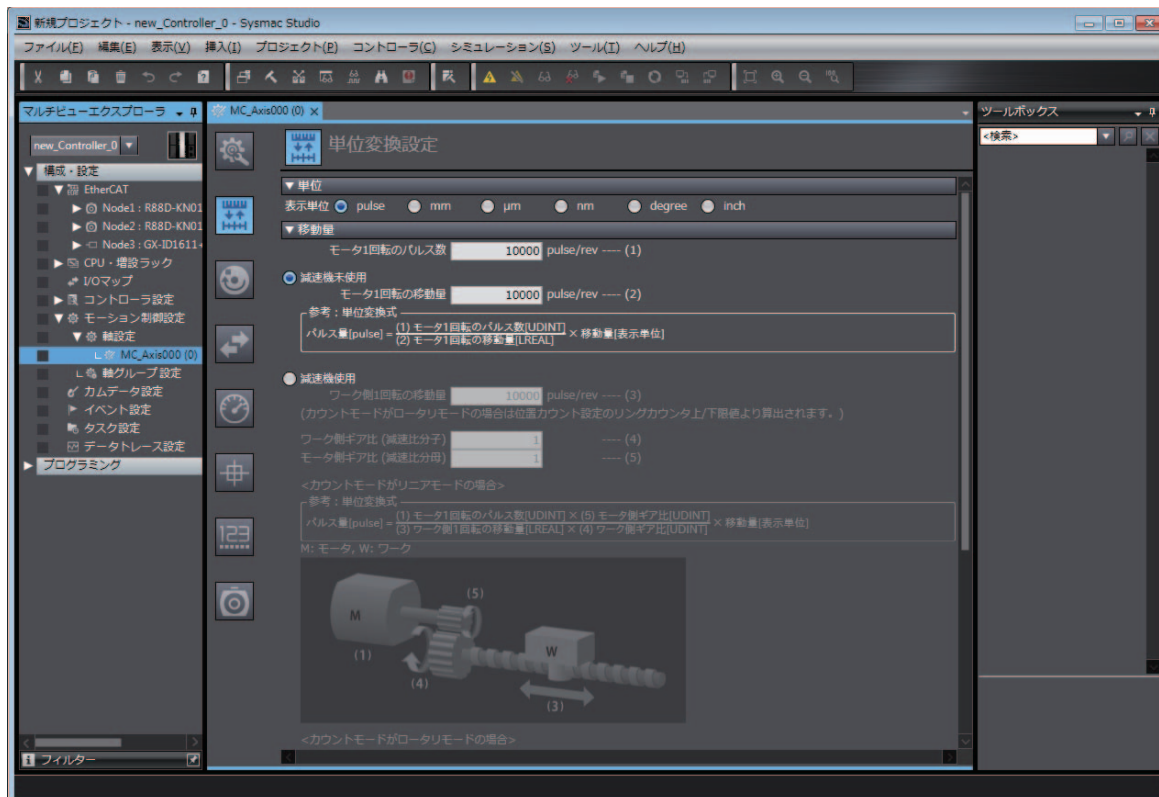 新規プロジェクト - new_Controller_0 - Sysmac Studio
ファイル(F) 編集(E) 表示(V) 挿入(I) プロジェクト(P) コントローラ(C) シミュレーション(S) ツール(T) ヘルプ(H)
マルチビューエクスプローラ
new_Controller_0
構成・設定
EtherCAT
Node1 : R88D-KN01
Node2 : R88D-KN01
Node3 : GX-ID1611
CPU・増設ラック
I/Oマップ
コントローラ設定
モーション制御設定
軸設定
MC_Axis000 (0)
軸グループ設定
カムデータ設定
イベント設定
タスク設定
データトレース設定
プログラミング
フィルター
MC_Axis000 (0)
単位変換設定
単位
表示単位 pulse mm μm nm degree inch
移動量
モータ1回転のパルス数 10000 pulse/rev ---- (1)
減速機未使用
モータ1回転の移動量 10000 pulse/rev ---- (2)
参考：単位変換式
パルス量[pulse] = (1) モータ1回転のパルス数[UDINT] / (2) モータ1回転の移動量[LREAL] × 移動量[表示単位]
減速機使用
ワーク側1回転の移動量 10000 pulse/rev ---- (3)
(カウントモードがロータリモードの場合は位置カウント設定のリングカウンタ上/下限値より算出されます。)
ワーク側ギア比 (減速比分子) 1 ---- (4)
モータ側ギア比 (減速比分母) 1 ---- (5)
<カウントモードがリニアモードの場合>
参考：単位変換式
パルス量[pulse] = (1) モータ1回転のパルス数[UDINT] × (5) モータ側ギア比[UDINT] / (3) ワーク側1回転の移動量[LREAL] × (4) ワーク側ギア比[UDINT] × 移動量[表示単位]
M: モータ, W: ワーク
(5)
M
(1)
W
(4)
(3)
<カウントモードがロータリモードの場合>
ツールボックス
<検索>